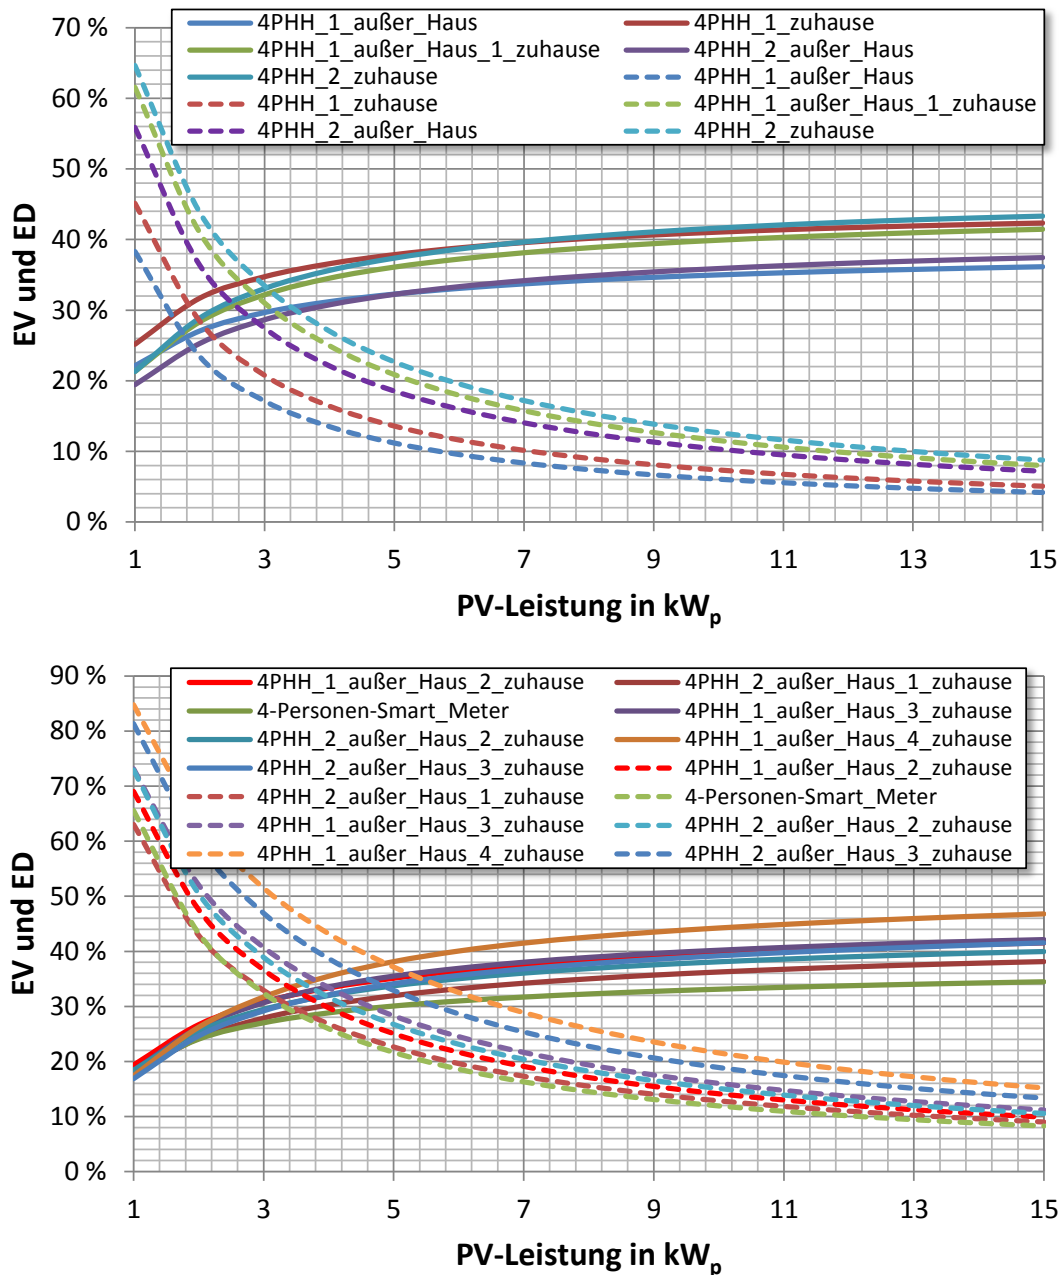 70 %
60 %
50 %
40 %
30 %
20 %
10 %
0 %
EV und ED
4PHH_1_außer_Haus 4PHH_1_zuhause
4PHH_1_außer_Haus_1_zuhause 4PHH_2_außer_Haus
4PHH_2_zuhause 4PHH_1_außer_Haus
4PHH_1_zuhause 4PHH_1_außer_Haus_1_zuhause
4PHH_2_außer_Haus 4PHH_2_zuhause
1 3 5 7 9 11 13 15
PV-Leistung in kWp
90 %
80 %
70 %
60 %
50 %
40 %
30 %
20 %
10 %
0 %
EV und ED
4PHH_1_außer_Haus_2_zuhause 4PHH_2_außer_Haus_1_zuhause
4-Personen-Smart_Meter 4PHH_1_außer_Haus_3_zuhause
4PHH_2_außer_Haus_2_zuhause 4PHH_1_außer_Haus_4_zuhause
4PHH_2_außer_Haus_3_zuhause 4PHH_1_außer_Haus_2_zuhause
4PHH_2_außer_Haus_1_zuhause 4-Personen-Smart_Meter
4PHH_1_außer_Haus_3_zuhause 4PHH_2_außer_Haus_2_zuhause
4PHH_1_außer_Haus_4_zuhause 4PHH_2_außer_Haus_3_zuhause
1 3 5 7 9 11 13 15
PV-Leistung in kWp